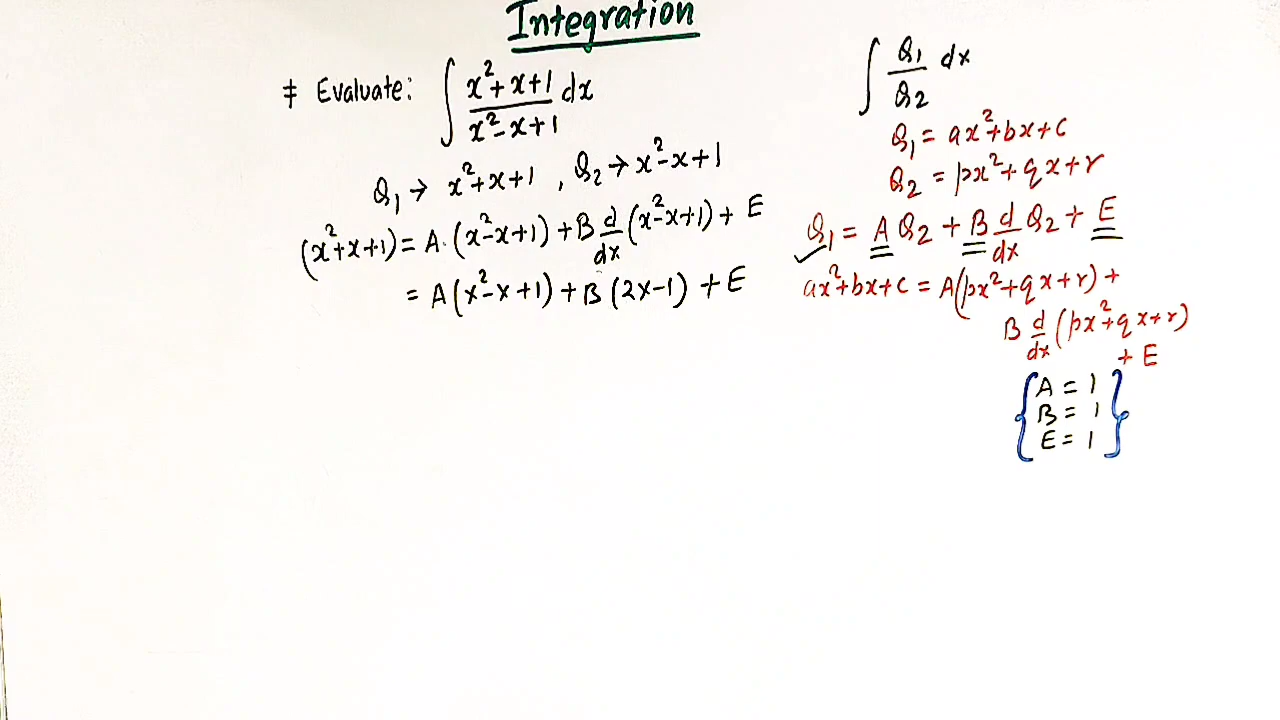 Integration
# Evaluate: ∫ x²+x+1/x²-x+1 dx
Q₁ → x²+x+1 , Q₂ → x²-x+1
(x²+x+1) = A.(x²-x+1) + B d/dx (x²-x+1) + E
= A(x²-x+1) + B(2x-1) + E
∫ Q₁/Q₂ dx
Q₁ = ax²+bx+c
Q₂ = px²+qx+r
✓ Q₁ = A Q₂ + B d/dx Q₂ + E
ax²+bx+c = A(px²+qx+r) +
B d/dx (px²+qx+r)
+ E
{ A = 1
B = 1
E = 1 }